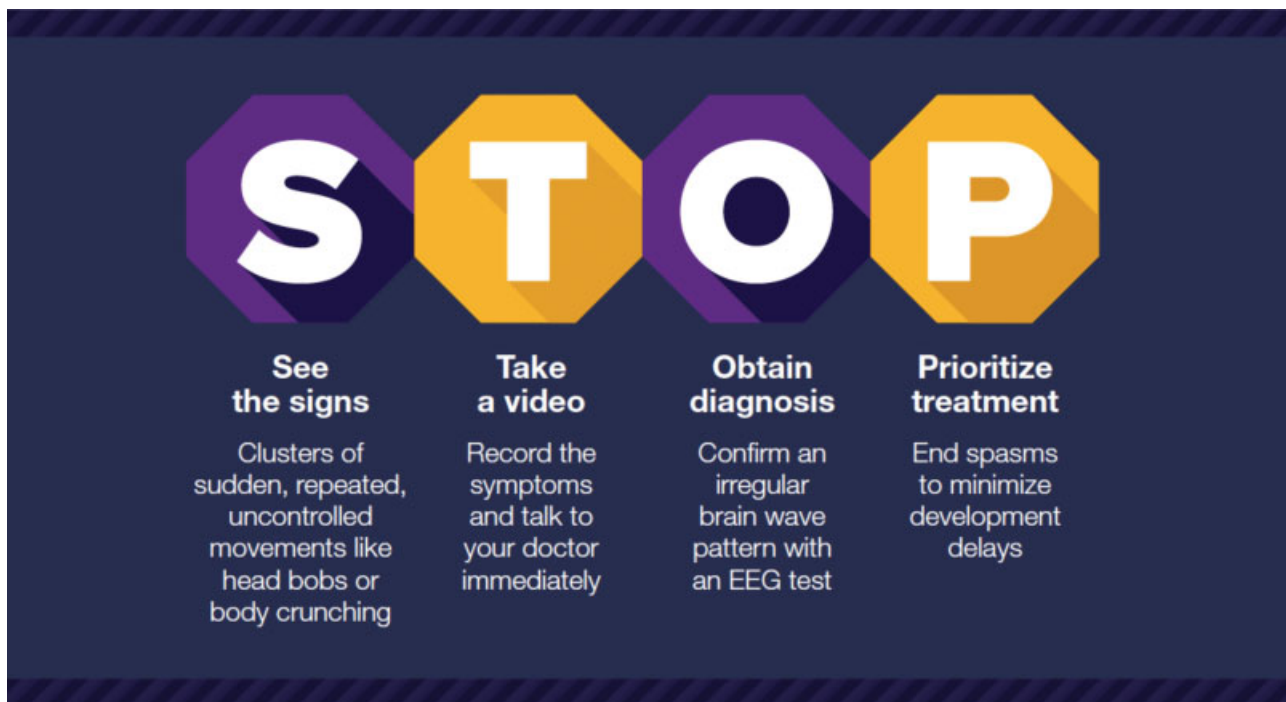 STOP
See
the signs
Clusters of
sudden, repeated,
uncontrolled
movements like
head bobs or
body crunching
Take
a video
Record the
symptoms
and talk to
your doctor
immediately
Obtain
diagnosis
Confirm an
irregular
brain wave
pattern with
an EEG test
Prioritize
treatment
End spasms
to minimize
development
delays